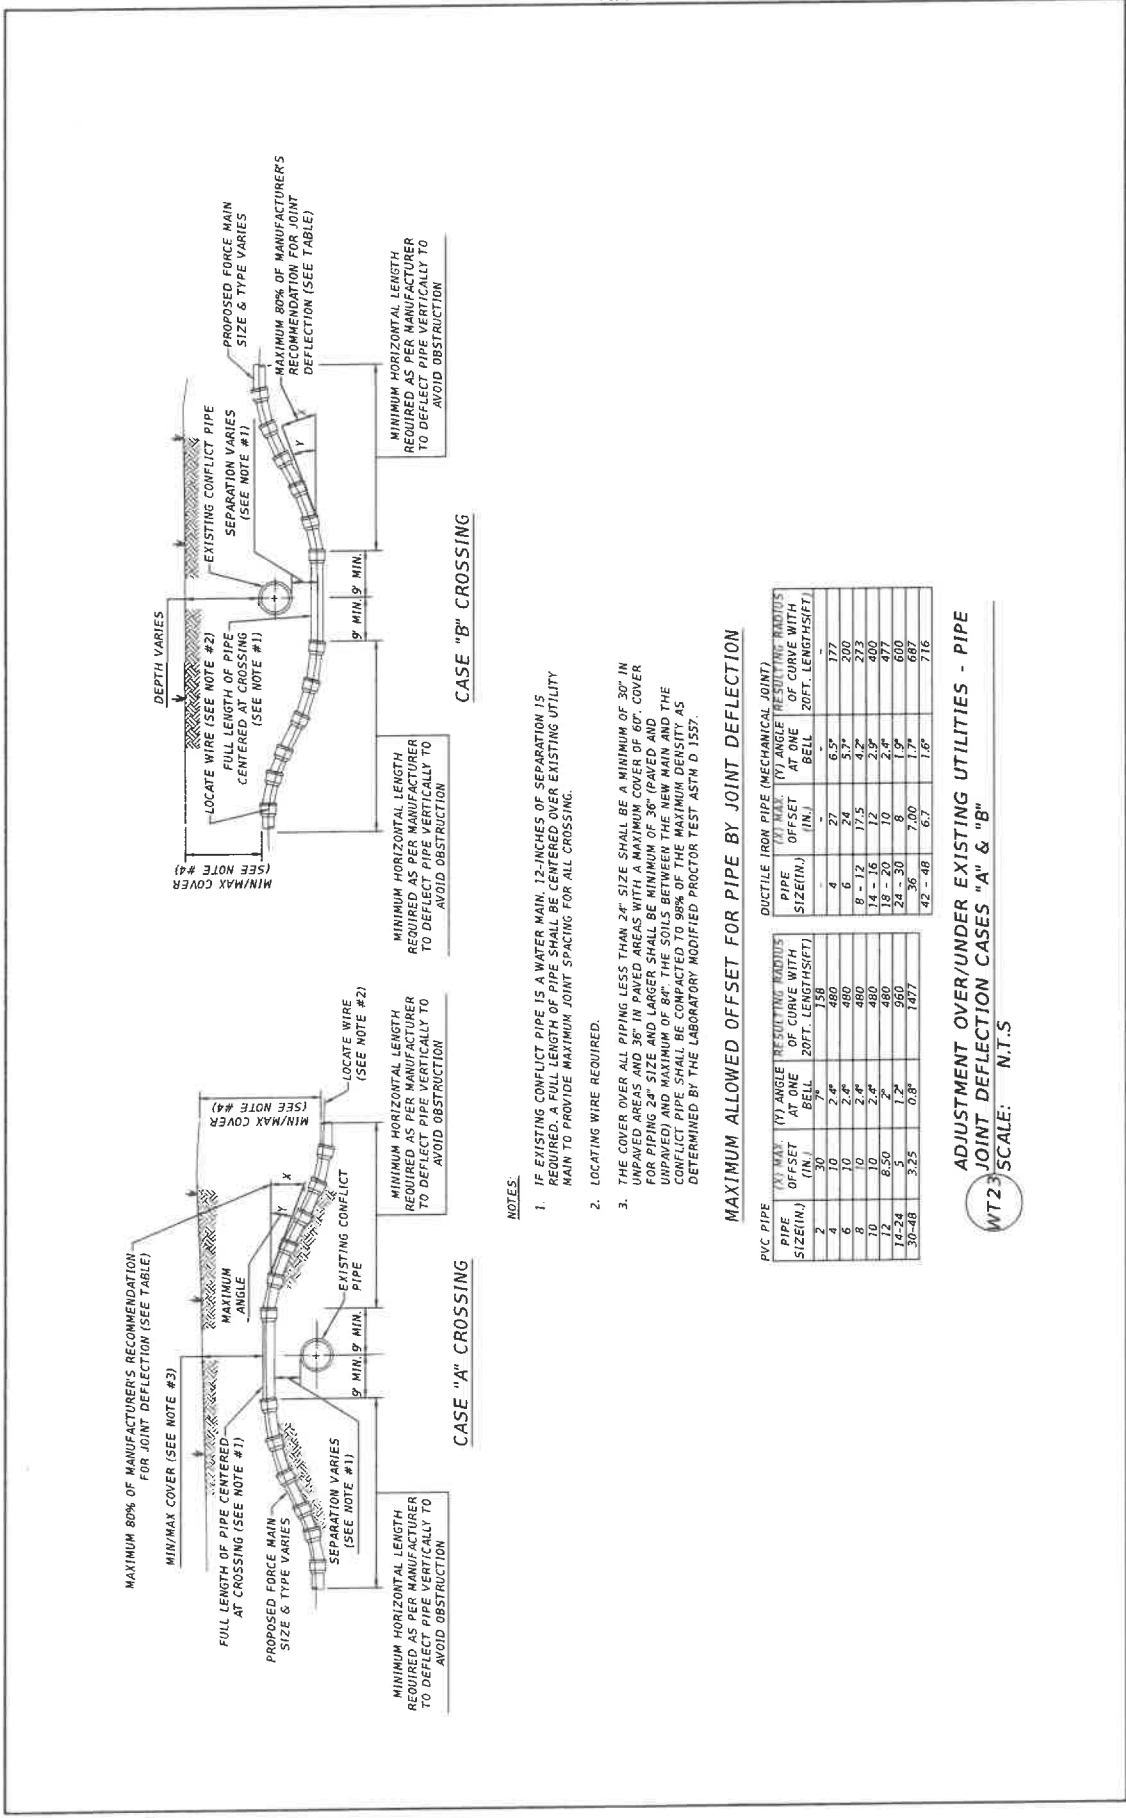 MAXIMUM 80% OF MANUFACTURER'S RECOMMENDATION
FOR JOINT DEFLECTION (SEE TABLE)
MIN/MAX COVER (SEE NOTE #3)
FULL LENGTH OF PIPE CENTERED
AT CROSSING (SEE NOTE #1)
PROPOSED FORCE MAIN
SIZE & TYPE VARIES
SEPARATION VARIES
(SEE NOTE #1)
MAXIMUM
ANGLE
X
Y
MIN/MAX COVER
(SEE NOTE #4)
LOCATE WIRE
(SEE NOTE #2)
EXISTING CONFLICT
PIPE
9' MIN. 9' MIN.
MINIMUM HORIZONTAL LENGTH
REQUIRED AS PER MANUFACTURER
TO DEFLECT PIPE VERTICALLY TO
AVOID OBSTRUCTION
MINIMUM HORIZONTAL LENGTH
REQUIRED AS PER MANUFACTURER
TO DEFLECT PIPE VERTICALLY TO
AVOID OBSTRUCTION
CASE "A" CROSSING
DEPTH VARIES
MIN/MAX COVER
(SEE NOTE #4)
LOCATE WIRE (SEE NOTE #2)
FULL LENGTH OF PIPE
CENTERED AT CROSSING
(SEE NOTE #1)
EXISTING CONFLICT PIPE
SEPARATION VARIES
(SEE NOTE #1)
PROPOSED FORCE MAIN
SIZE & TYPE VARIES
MAXIMUM 80% OF MANUFACTURER'S
RECOMMENDATION FOR JOINT
DEFLECTION (SEE TABLE)
X
Y
9' MIN. 9' MIN.
MINIMUM HORIZONTAL LENGTH
REQUIRED AS PER MANUFACTURER
TO DEFLECT PIPE VERTICALLY TO
AVOID OBSTRUCTION
MINIMUM HORIZONTAL LENGTH
REQUIRED AS PER MANUFACTURER
TO DEFLECT PIPE VERTICALLY TO
AVOID OBSTRUCTION
CASE "B" CROSSING
NOTES:
1. IF EXISTING CONFLICT PIPE IS A WATER MAIN, 12-INCHES OF SEPARATION IS
REQUIRED. A FULL LENGTH OF PIPE SHALL BE CENTERED OVER EXISTING UTILITY
MAIN TO PROVIDE MAXIMUM JOINT SPACING FOR ALL CROSSING.
2. LOCATING WIRE REQUIRED.
3. THE COVER OVER ALL PIPING LESS THAN 24" SIZE SHALL BE A MINIMUM OF 30" IN
UNPAVED AREAS AND 36" IN PAVED AREAS WITH A MAXIMUM COVER OF 60". COVER
FOR PIPING 24" SIZE AND LARGER SHALL BE MINIMUM OF 36" (PAVED AND
UNPAVED) AND MAXIMUM OF 84". THE SOILS BETWEEN THE NEW MAIN AND THE
CONFLICT PIPE SHALL BE COMPACTED TO 98% OF THE MAXIMUM DENSITY AS
DETERMINED BY THE LABORATORY MODIFIED PROCTOR TEST ASTM D 1557.
MAXIMUM ALLOWED OFFSET FOR PIPE BY JOINT DEFLECTION
PVC PIPE
PIPE SIZE(IN.) (X) MAX. OFFSET (IN.) (Y) ANGLE AT ONE BELL RESULTING RADIUS OF CURVE WITH 20FT. LENGTHS(FT)
2 30 7° 158
4 10 2.4° 480
6 10 2.4° 480
8 10 2.4° 480
10 10 2.4° 480
12 8.50 2° 480
14-24 5 1.2° 960
30-48 3.25 0.8° 1477
DUCTILE IRON PIPE (MECHANICAL JOINT)
PIPE SIZE(IN.) (X) MAX. OFFSET (IN.) (Y) ANGLE AT ONE BELL RESULTING RADIUS OF CURVE WITH 20FT. LENGTHS(FT)
- - - -
4 27 6.5° 177
6 24 5.7° 200
8 - 12 17.5 4.2° 273
14 - 16 12 2.9° 400
18 - 20 10 2.4° 477
24 - 30 8 1.9° 600
36 7.00 1.7° 687
42 - 48 6.7 1.6° 716
ADJUSTMENT OVER/UNDER EXISTING UTILITIES - PIPE
WT23 JOINT DEFLECTION CASES "A" & "B"
SCALE: N.T.S